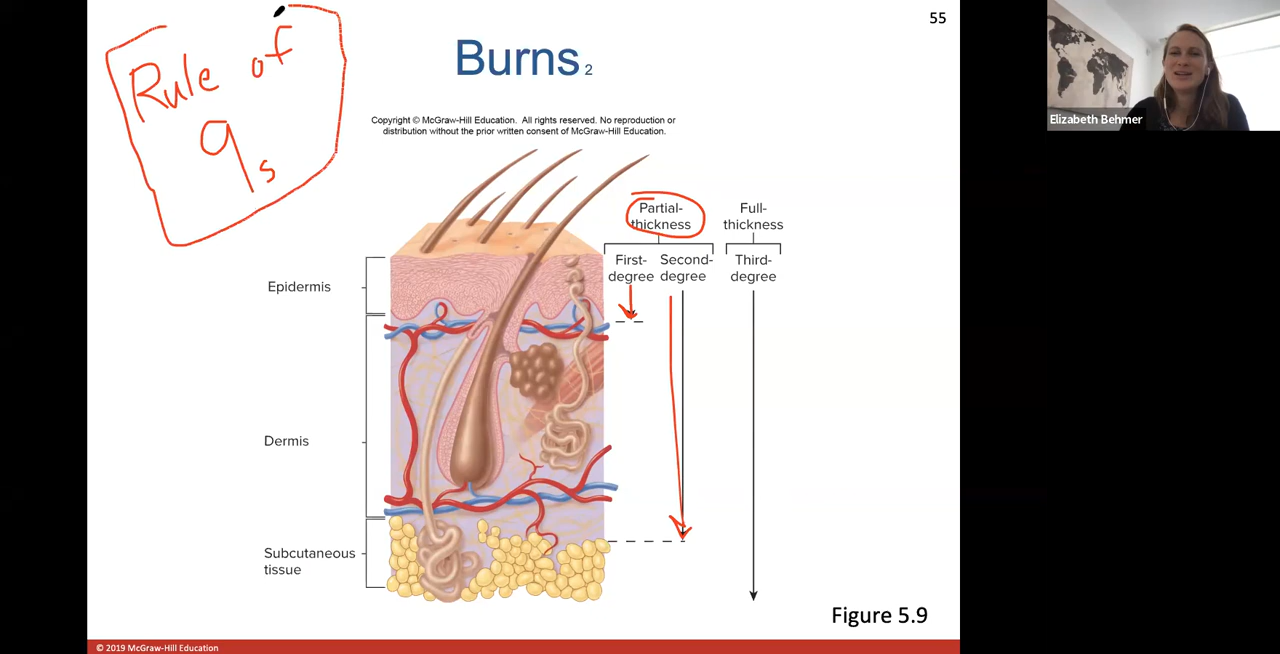 55
Burns 2
Rule of
9s
Copyright © McGraw-Hill Education. All rights reserved. No reproduction or
distribution without the prior written consent of McGraw-Hill Education.
Elizabeth Behmer
Partial-
thickness
Full-
thickness
First-
degree
Second-
degree
Third-
degree
Epidermis
Dermis
Subcutaneous
tissue
Figure 5.9
© 2019 McGraw-Hill Education